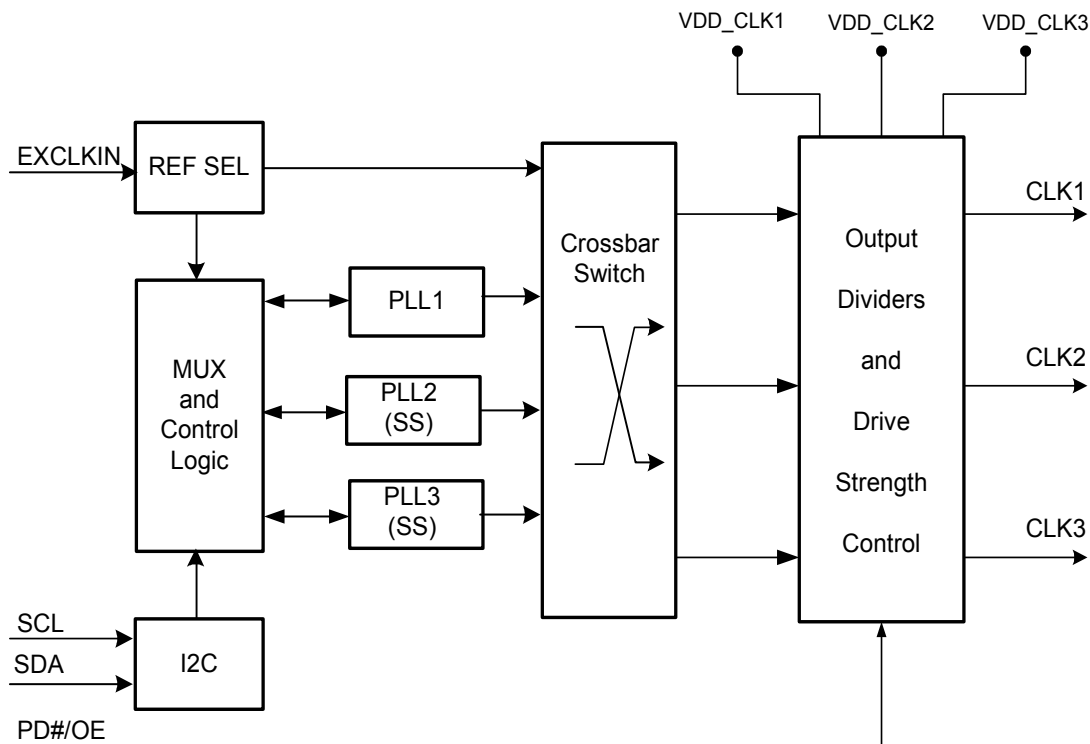 VDD_CLK1
VDD_CLK2
VDD_CLK3
EXCLKIN
REF SEL
Crossbar
Switch
PLL1
MUX
and
Control
Logic
PLL2
(SS)
PLL3
(SS)
Output
Dividers
and
Drive
Strength
Control
CLK1
CLK2
CLK3
SCL
SDA
I2C
PD#/OE